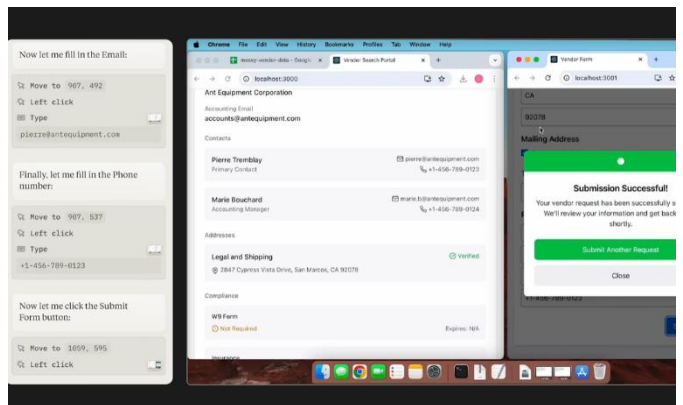 Now let me fill in the Email:
Move to 907, 492
Left click
Type
pierre@antequipment.com
Finally, let me fill in the Phone
number:
Move to 907, 537
Left click
Type
+1-456-789-0123
Now let me click the Submit
Form button:
Move to 1059, 595
Left click
Chrome File Edit View History Bookmarks Profiles Tab Window Help
Vendor Search Portal
localhost:3000
Ant Equipment Corporation
Accounting Email
accounts@antequipment.com
Contacts
Pierre Tremblay
Primary Contact
pierre@antequipment.com
+1-456-789-0123
Marie Bouchard
Accounting Manager
marie.b@antequipment.com
+1-456-789-0124
Addresses
Legal and Shipping
Verified
2847 Cypress Vista Drive, San Marcos, CA 92078
Compliance
W9 Form
Not Required
Expires: N/A
Insurance
Vendor Form
localhost:3001
CA
92078
Mailing Address
Submission Successful!
Your vendor request has been successfully s
We'll review your information and get back
shortly.
Submit Another Request
Close
+1-456-789-0123